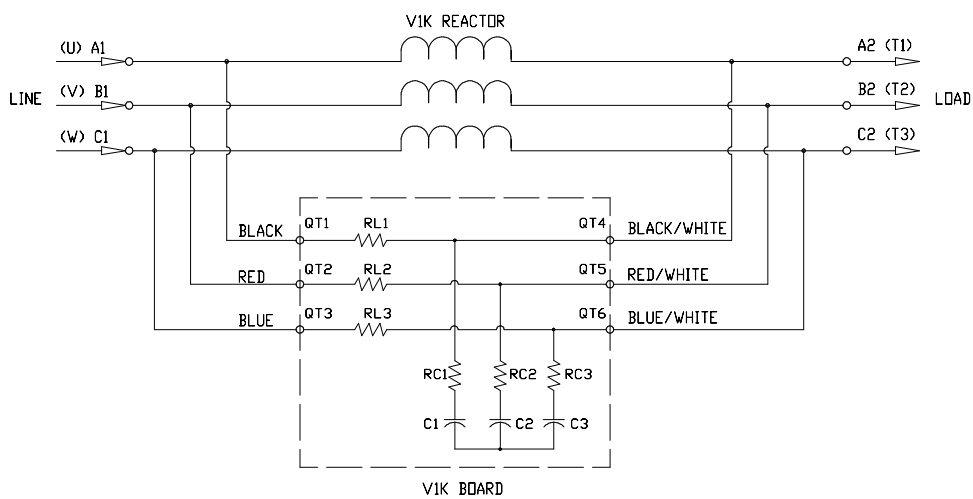 V1K REACTOR
(U) A1
A2 (T1)
LINE
(V) B1
B2 (T2)
LOAD
(W) C1
C2 (T3)
BLACK
QT1
RL1
QT4
BLACK/WHITE
RED
QT2
RL2
QT5
RED/WHITE
BLUE
QT3
RL3
QT6
BLUE/WHITE
RC1
RC2
RC3
C1
C2
C3
V1K BOARD